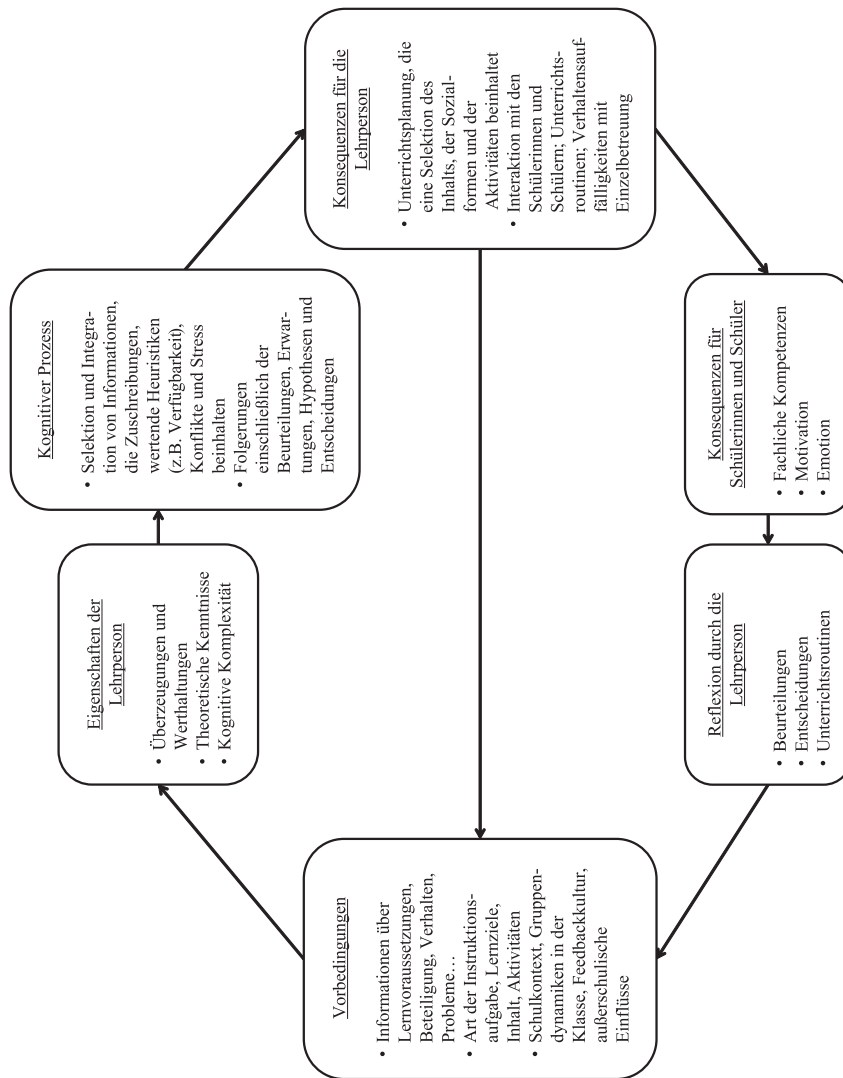 Vorbedingungen
• Informationen über
Lernvoraussetzungen,
Beteiligung, Verhalten,
Probleme…
• Art der Instruktions-
aufgabe, Lernziele,
Inhalt, Aktivitäten
• Schulkontext, Gruppen-
dynamiken in der
Klasse, Feedbackkultur,
außerschulische
Einflüsse
Eigenschaften der
Lehrperson
• Überzeugungen und
Werthaltungen
• Theoretische Kenntnisse
• Kognitive Komplexität
Kognitiver Prozess
• Selektion und Integra-
tion von Informationen,
die Zuschreibungen,
wertende Heuristiken
(z.B. Verfügbarkeit),
Konflikte und Stress
beinhalten
• Folgerungen
einschließlich der
Beurteilungen, Erwar-
tungen, Hypothesen und
Entscheidungen
Konsequenzen für die
Lehrperson
• Unterrichtsplanung, die
eine Selektion des
Inhalts, der Sozial-
formen und der
Aktivitäten beinhaltet
• Interaktion mit den
Schülerinnen und
Schülern; Unterrichts-
routinen; Verhaltensauf-
fälligkeiten mit
Einzelbetreuung
Konsequenzen für
Schülerinnen und Schüler
• Fachliche Kompetenzen
• Motivation
• Emotion
Reflexion durch die
Lehrperson
• Beurteilungen
• Entscheidungen
• Unterrichtsroutinen